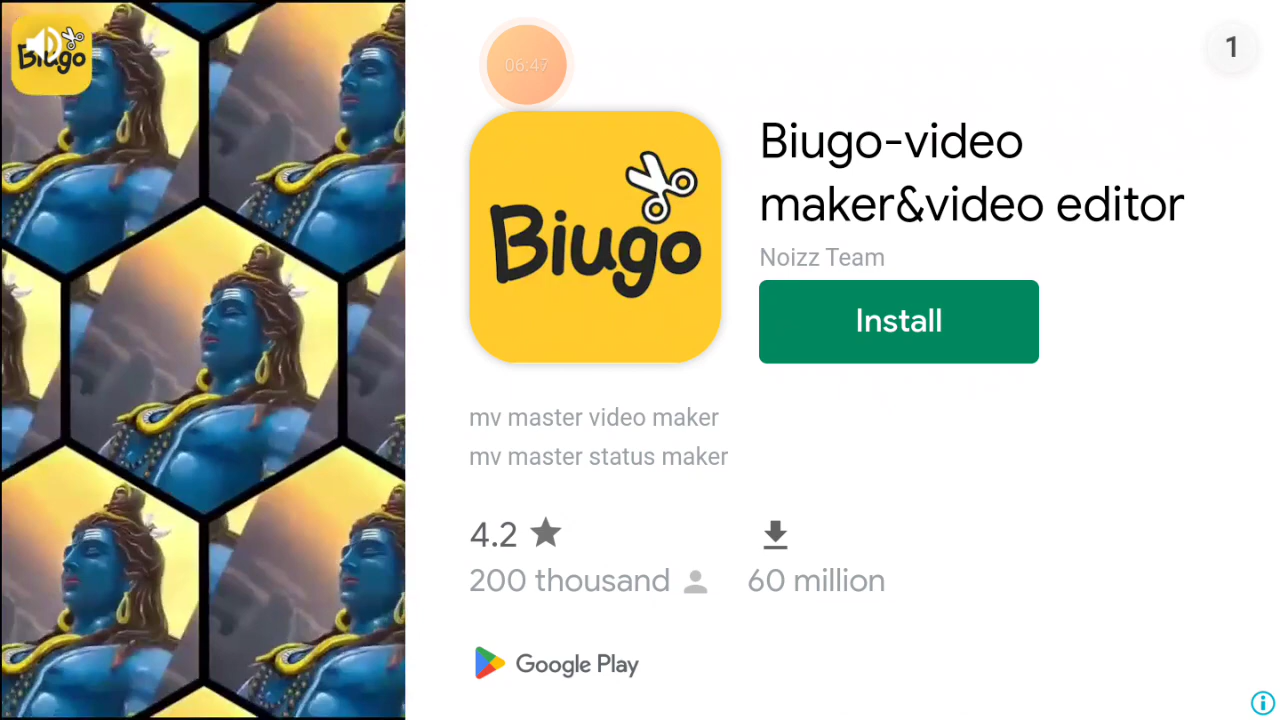 Biugo
06:47
1
Biugo
Biugo-video
maker&video editor
Noizz Team
Install
mv master video maker
mv master status maker
4.2
200 thousand
60 million
Google Play